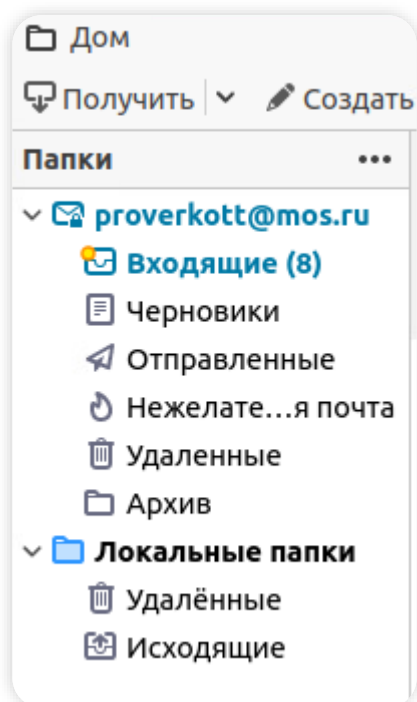 Дом
Получить Создать
Папки
proverkott@mos.ru
Входящие (8)
Черновики
Отправленные
Нежелате…я почта
Удаленные
Архив
Локальные папки
Удалённые
Исходящие